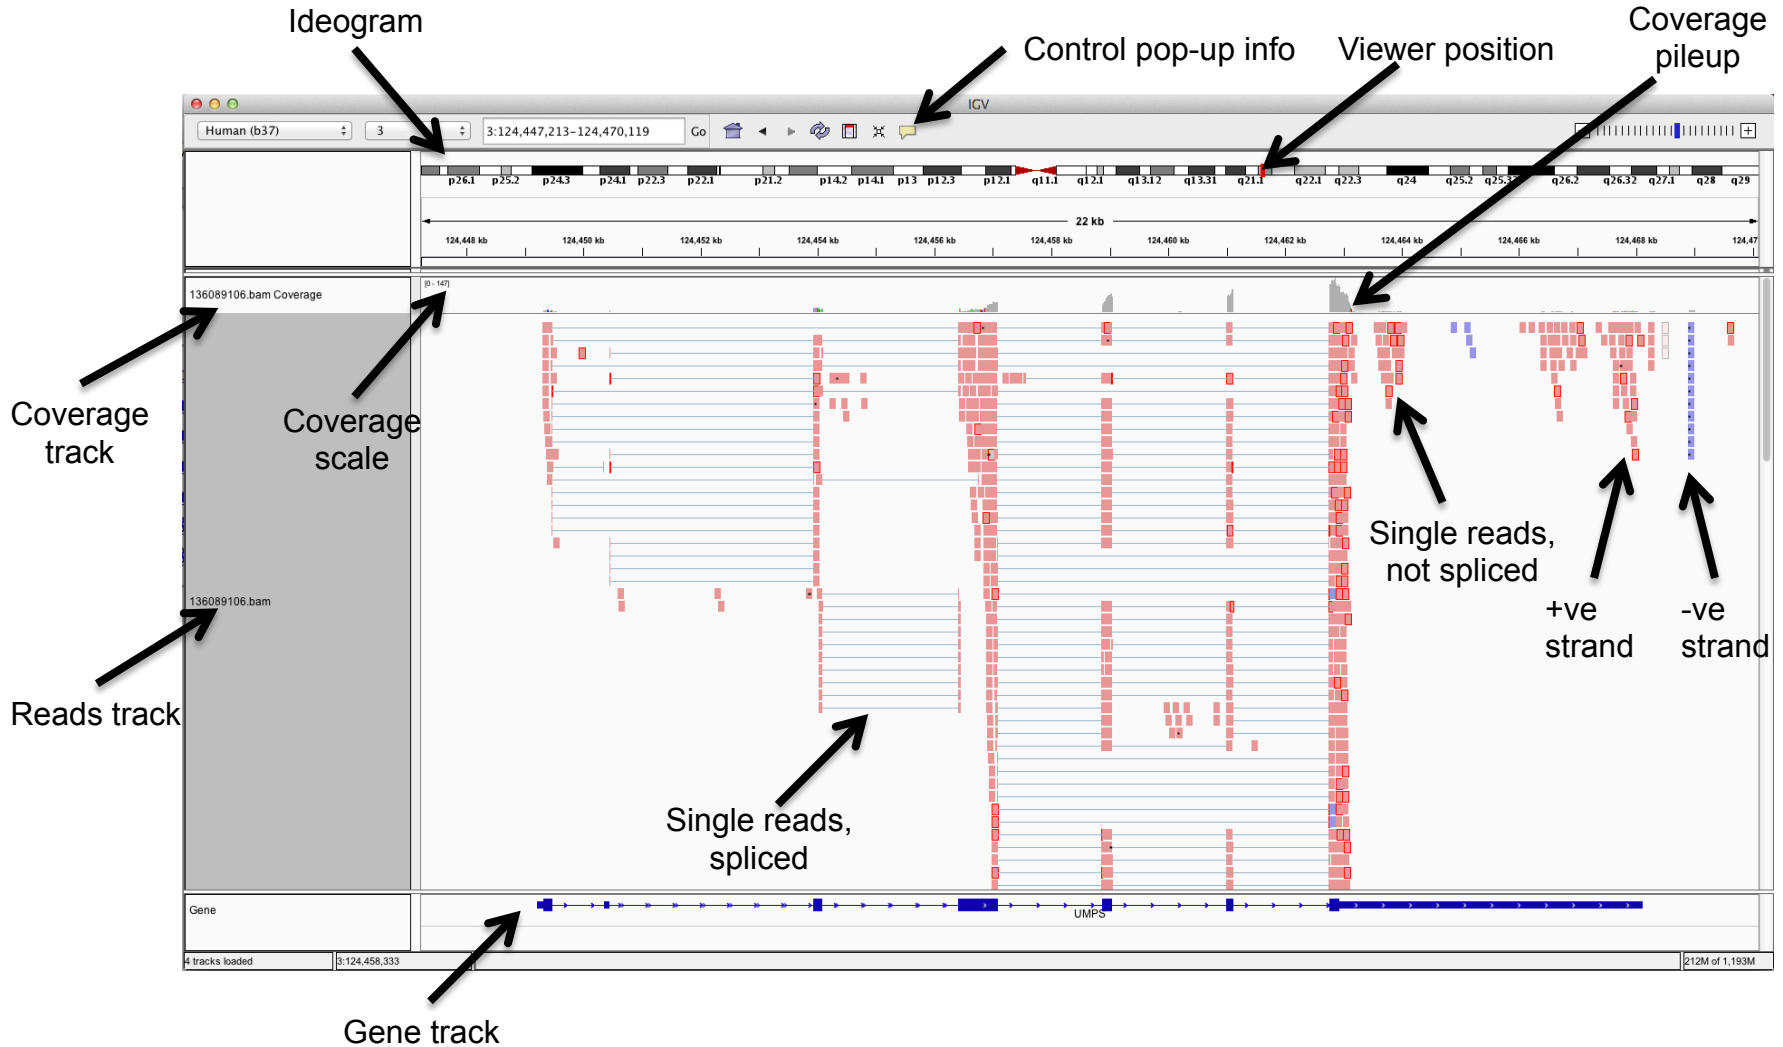 Ideogram
Control pop-up info
Viewer position
Coverage
pileup
IGV
Human (b37)
3
3:124,447,213-124,470,119
Go
p26.1 p25.2 p24.3 p24.1 p22.3 p22.1 p21.2 p14.2 p14.1 p13 p12.3 p12.1 q11.1 q12.1 q13.12 q13.31 q21.1 q22.1 q22.3 q24 q25.2 q26.2 q26.32 q27.1 q28 q29
22 kb
124,448 kb 124,450 kb 124,452 kb 124,454 kb 124,456 kb 124,458 kb 124,460 kb 124,462 kb 124,464 kb 124,466 kb 124,468 kb 124,47
[0 - 147]
136089106.bam Coverage
Coverage
track
Coverage
scale
Single reads,
not spliced
+ve
strand
-ve
strand
136089106.bam
Reads track
Single reads,
spliced
Gene
UMPS
4 tracks loaded
3:124,458,333
212M of 1,193M
Gene track